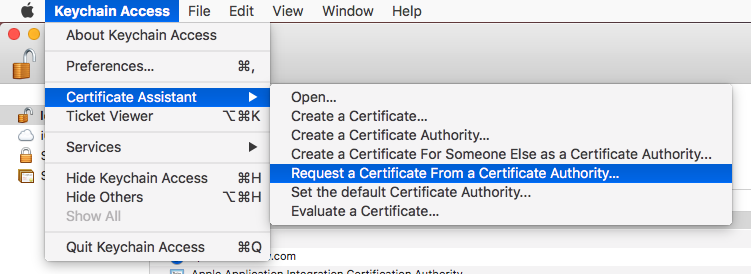 Keychain Access File Edit View Window Help
About Keychain Access
Preferences... ⌘,
Certificate Assistant ▶
Ticket Viewer ⌥⌘K
Services ▶
Hide Keychain Access ⌘H
Hide Others ⌥⌘H
Show All
Quit Keychain Access ⌘Q
Open...
Create a Certificate...
Create a Certificate Authority...
Create a Certificate For Someone Else as a Certificate Authority...
Request a Certificate From a Certificate Authority...
Set the default Certificate Authority...
Evaluate a Certificate...
.com
Apple Application Integration Certification Authority